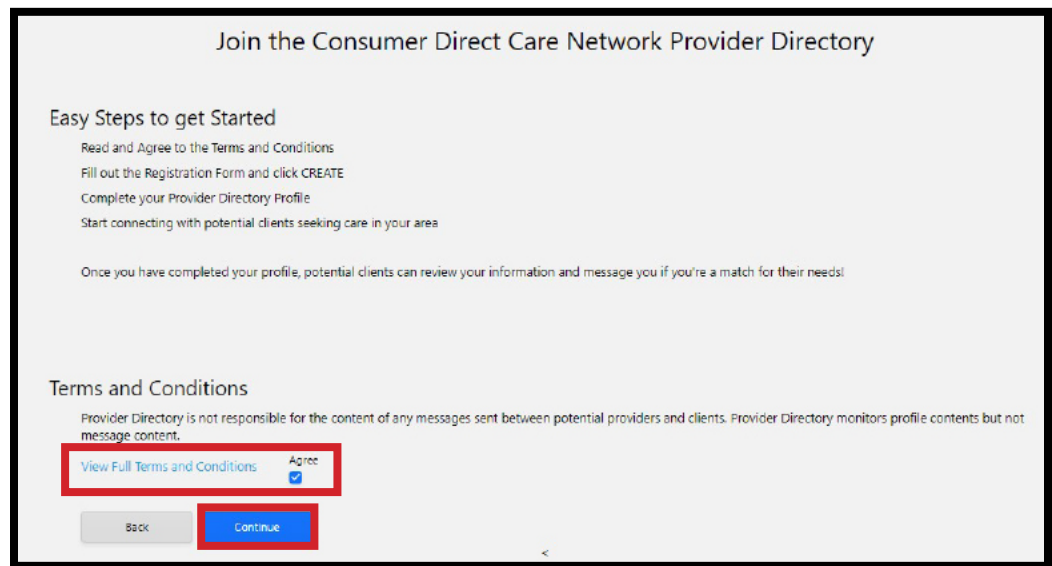 Join the Consumer Direct Care Network Provider Directory
Easy Steps to get Started
Read and Agree to the Terms and Conditions
Fill out the Registration Form and click CREATE
Complete your Provider Directory Profile
Start connecting with potential clients seeking care in your area
Once you have completed your profile, potential clients can review your information and message you if you're a match for their needs!
Terms and Conditions
Provider Directory is not responsible for the content of any messages sent between potential providers and clients. Provider Directory monitors profile contents but not
message content.
View Full Terms and Conditions Agree
Back Continue
<